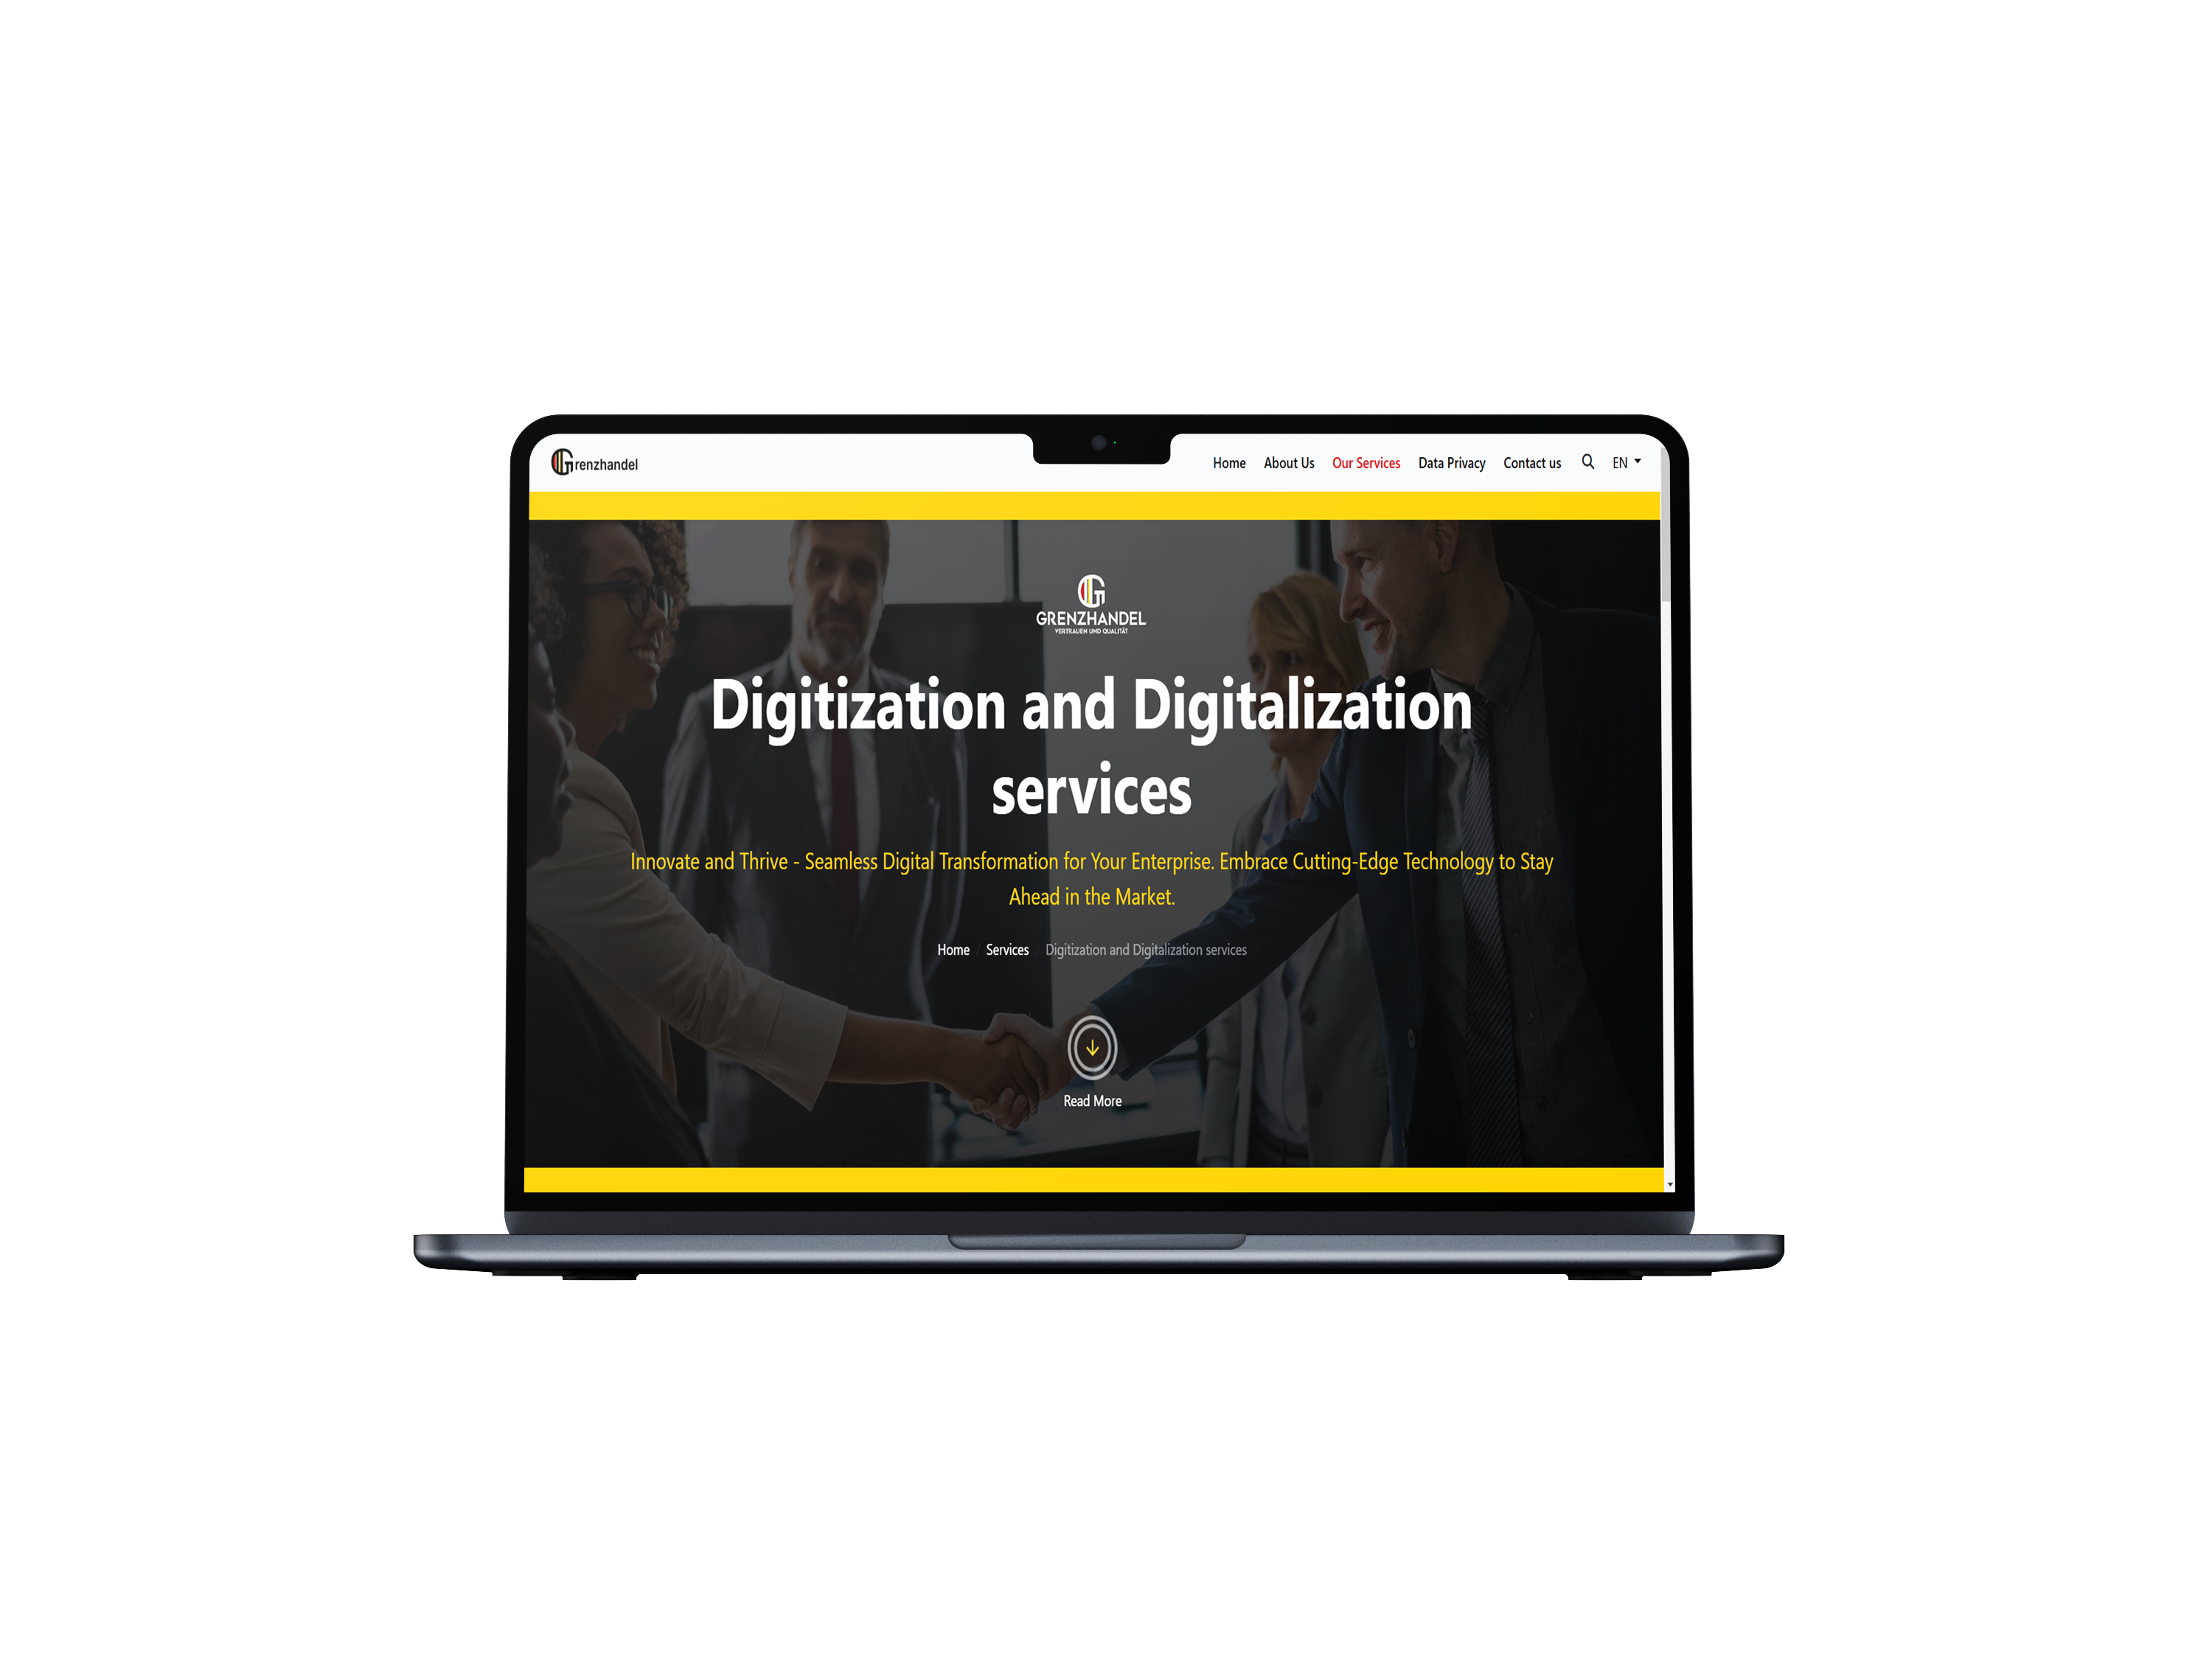 Grenzhandel
Home About Us Our Services Data Privacy Contact us EN
GRENZHANDEL
VERTRAUEN UND QUALITÄT
Digitization and Digitalization
services
Innovate and Thrive - Seamless Digital Transformation for Your Enterprise. Embrace Cutting-Edge Technology to Stay
Ahead in the Market.
Home / Services / Digitization and Digitalization services
Read More